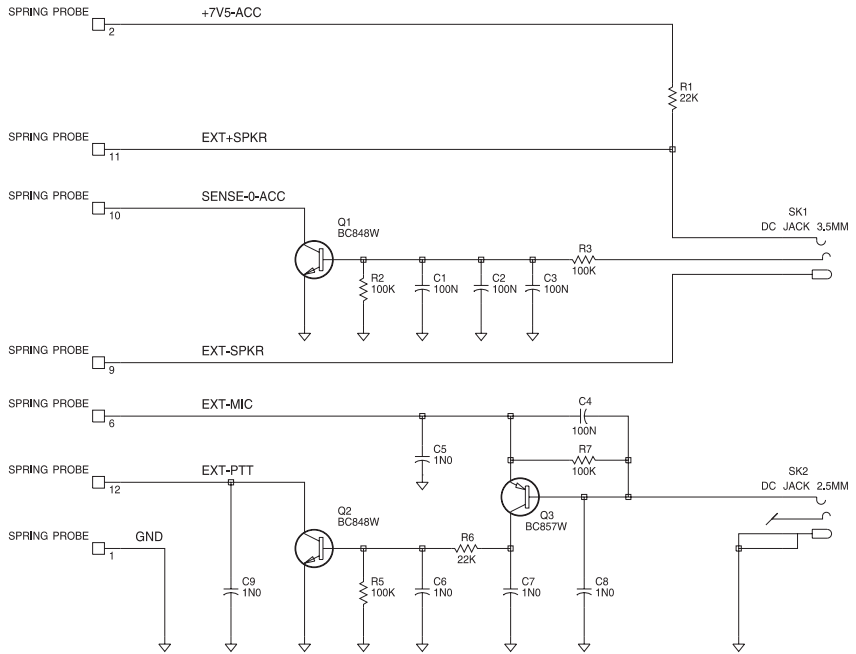 SPRING PROBE
2
+7V5-ACC
R1
22K
SPRING PROBE
11
EXT+SPKR
SPRING PROBE
10
SENSE-0-ACC
SK1
DC JACK 3.5MM
Q1
BC848W
R3
100K
R2
100K
C1
100N
C2
100N
C3
100N
SPRING PROBE
9
EXT-SPKR
SPRING PROBE
6
EXT-MIC
C4
100N
C5
1N0
R7
100K
SPRING PROBE
12
EXT-PTT
SK2
DC JACK 2.5MM
Q2
BC848W
Q3
BC857W
SPRING PROBE
1
GND
R6
22K
C9
1N0
R5
100K
C6
1N0
C7
1N0
C8
1N0